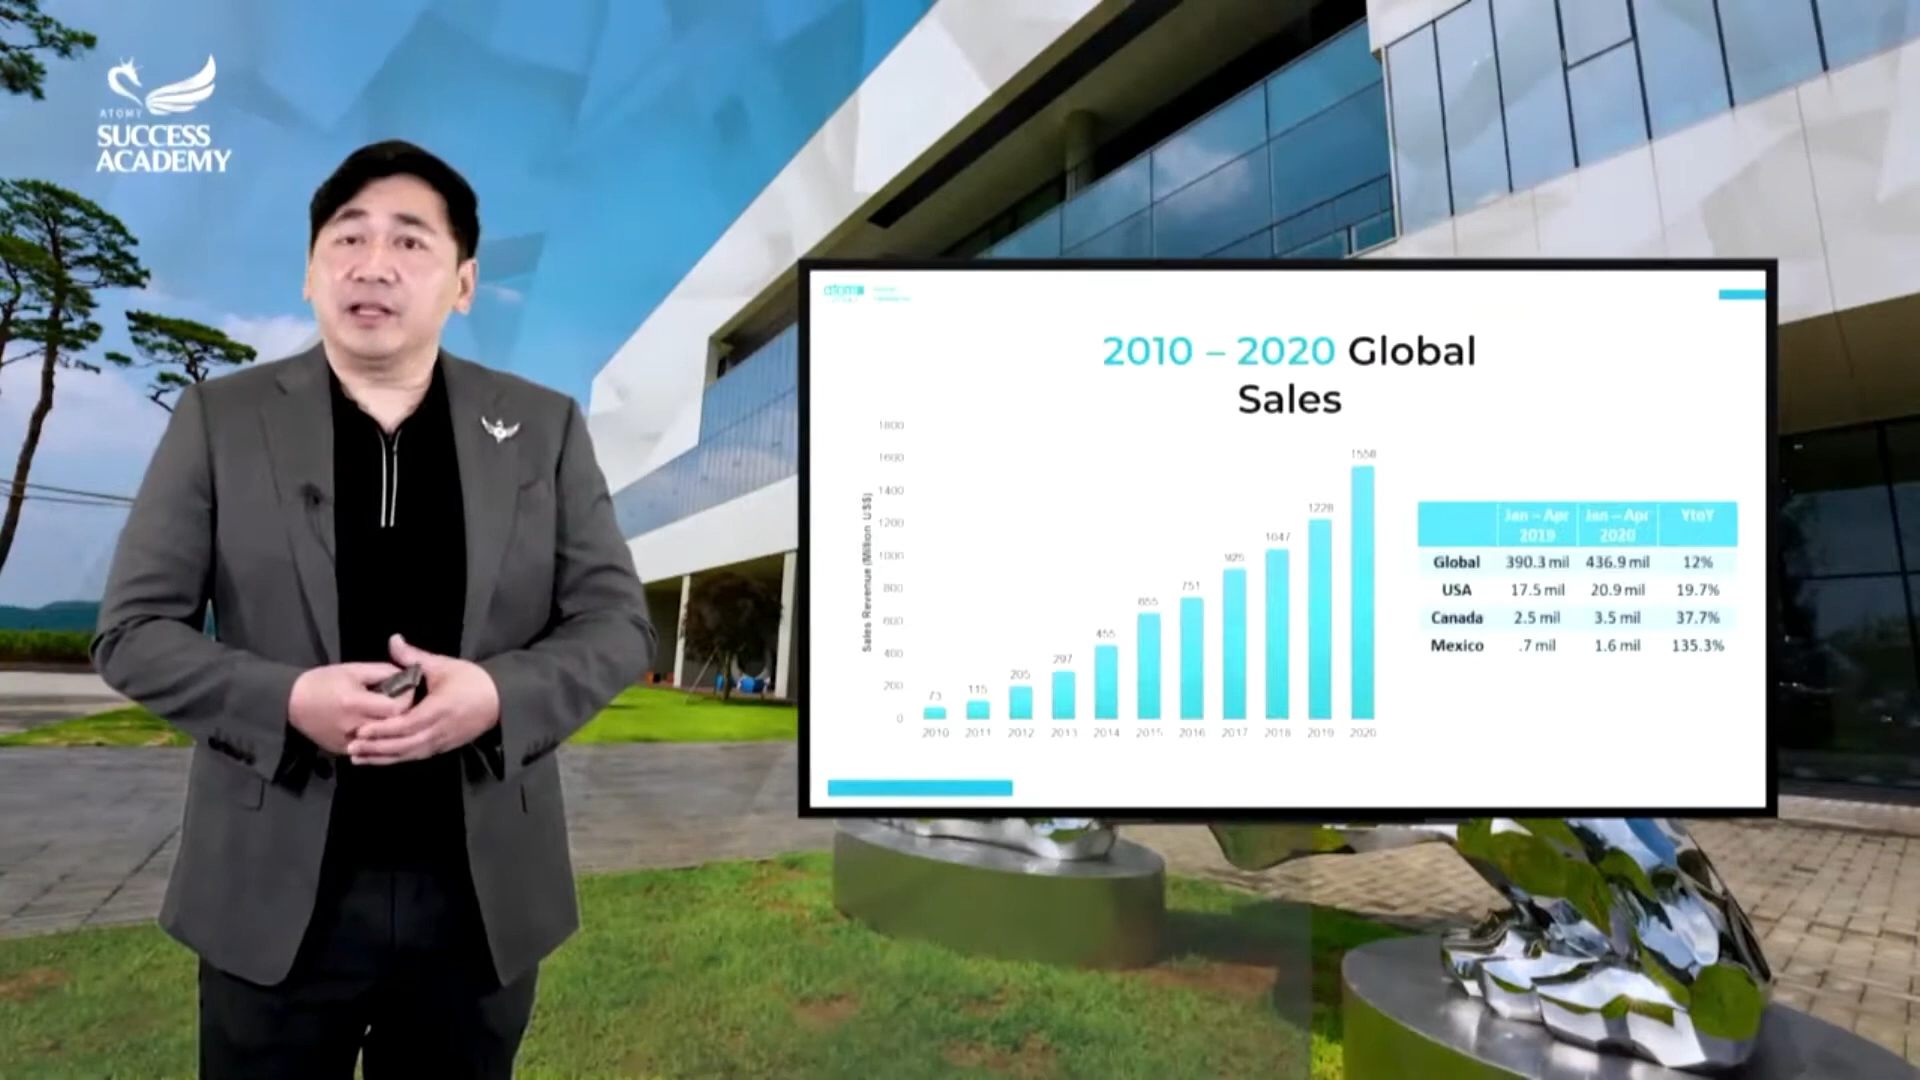 ATOMY
SUCCESS
ACADEMY
2010 – 2020 Global
Sales
Sales Revenue (Million US$)
1800
1600
1400
1200
1000
800
600
400
200
0
73
115
205
297
455
655
751
925
1047
1228
1558
2010 2011 2012 2013 2014 2015 2016 2017 2018 2019 2020
Jan – Apr 2019 Jan – Apr 2020 YtoY
Global 390.3 mil 436.9 mil 12%
USA 17.5 mil 20.9 mil 19.7%
Canada 2.5 mil 3.5 mil 37.7%
Mexico .7 mil 1.6 mil 135.3%